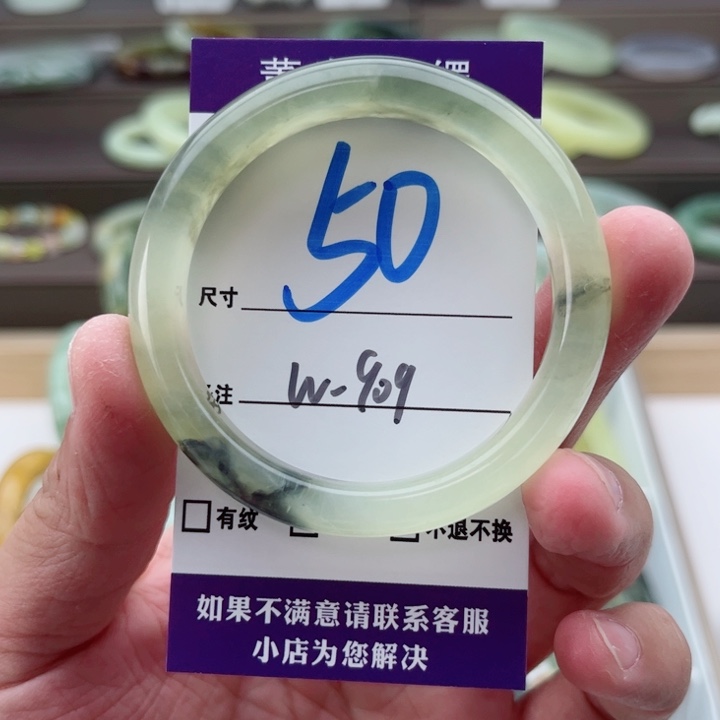 50
尺寸
注
W-909
有纹
不退不换
如果不满意请联系客服
小店为您解决